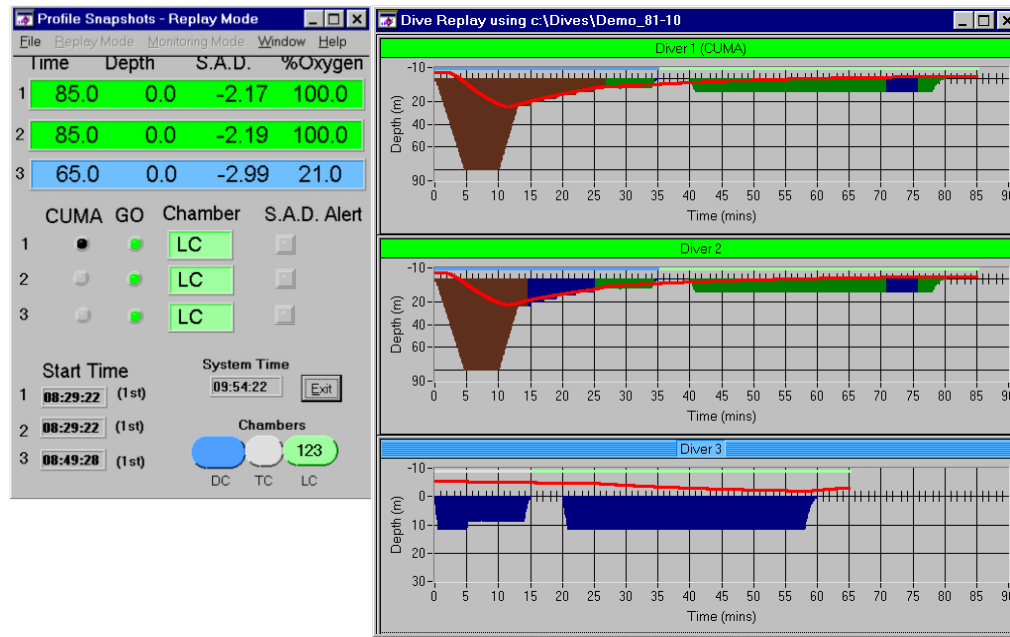 Profile Snapshots - Replay Mode
File Replay Mode Monitoring Mode Window Help
Time Depth S.A.D. %Oxygen
1 85.0 0.0 -2.17 100.0
2 85.0 0.0 -2.19 100.0
3 65.0 0.0 -2.99 21.0
CUMA GO Chamber S.A.D. Alert
1 LC
2 LC
3 LC
Start Time
System Time
1 08:29:22 (1st)
09:54:22 Exit
2 08:29:22 (1st)
Chambers
3 08:49:28 (1st)
123
DC TC LC
Dive Replay using c:\Dives\Demo_81-10
Diver 1 (CUMA)
-10
20
40
60
90
Depth (m)
0 5 10 15 20 25 30 35 40 45 50 55 60 65 70 75 80 85 90
Time (mins)
Diver 2
-10
20
40
60
90
Depth (m)
0 5 10 15 20 25 30 35 40 45 50 55 60 65 70 75 80 85 90
Time (mins)
Diver 3
-10
0
10
20
30
Depth (m)
0 5 10 15 20 25 30 35 40 45 50 55 60 65 70 75 80 85 90
Time (mins)